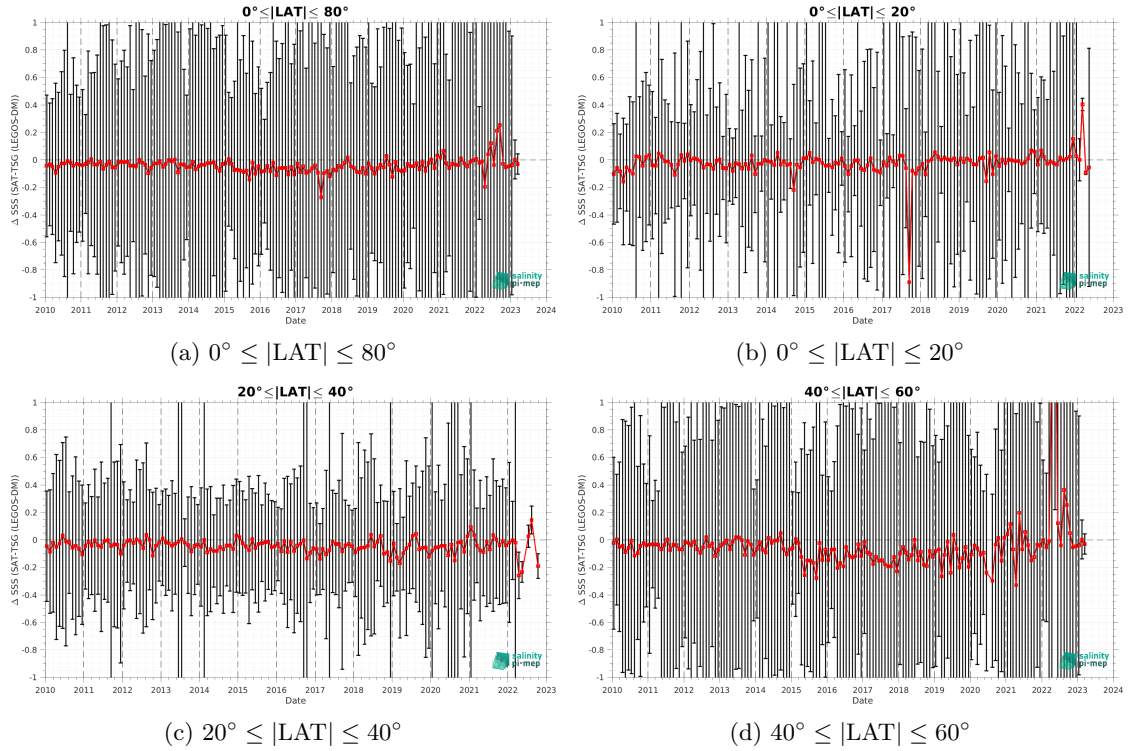 0°≤|LAT|≤ 80°
Δ SSS (SAT-TSG (LEGOS-DM))
1
0.8
0.6
0.4
0.2
0
-0.2
-0.4
-0.6
-0.8
-1
2010 2011 2012 2013 2014 2015 2016 2017 2018 2019 2020 2021 2022 2023 2024
Date
salinity
pi-mep
(a) 0° ≤ |LAT| ≤ 80°
0°≤|LAT|≤ 20°
Δ SSS (SAT-TSG (LEGOS-DM))
1
0.8
0.6
0.4
0.2
0
-0.2
-0.4
-0.6
-0.8
-1
2010 2011 2012 2013 2014 2015 2016 2017 2018 2019 2020 2021 2022 2023
Date
salinity
pi-mep
(b) 0° ≤ |LAT| ≤ 20°
20°≤|LAT|≤ 40°
Δ SSS (SAT-TSG (LEGOS-DM))
1
0.8
0.6
0.4
0.2
0
-0.2
-0.4
-0.6
-0.8
-1
2010 2011 2012 2013 2014 2015 2016 2017 2018 2019 2020 2021 2022 2023
Date
salinity
pi-mep
(c) 20° ≤ |LAT| ≤ 40°
40°≤|LAT|≤ 60°
Δ SSS (SAT-TSG (LEGOS-DM))
1
0.8
0.6
0.4
0.2
0
-0.2
-0.4
-0.6
-0.8
-1
2010 2011 2012 2013 2014 2015 2016 2017 2018 2019 2020 2021 2022 2023 2024
Date
salinity
pi-mep
(d) 40° ≤ |LAT| ≤ 60°